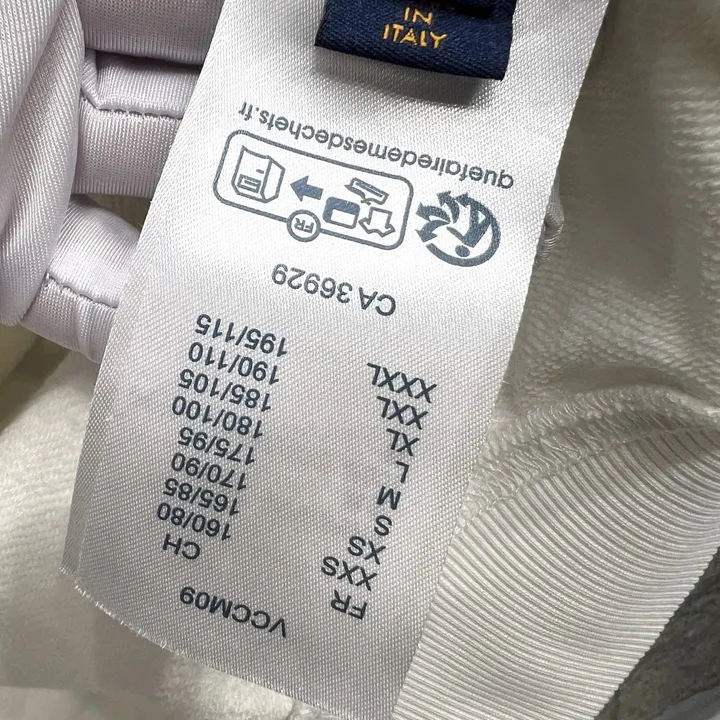 IN
ITALY
VCCM09
FR CH
XXS 160/80
XS 165/85
S 170/90
M 175/95
L 180/100
XL 185/105
XXL 190/110
XXXL 195/115
CA 36929
FR
quefairedemesdechets.fr